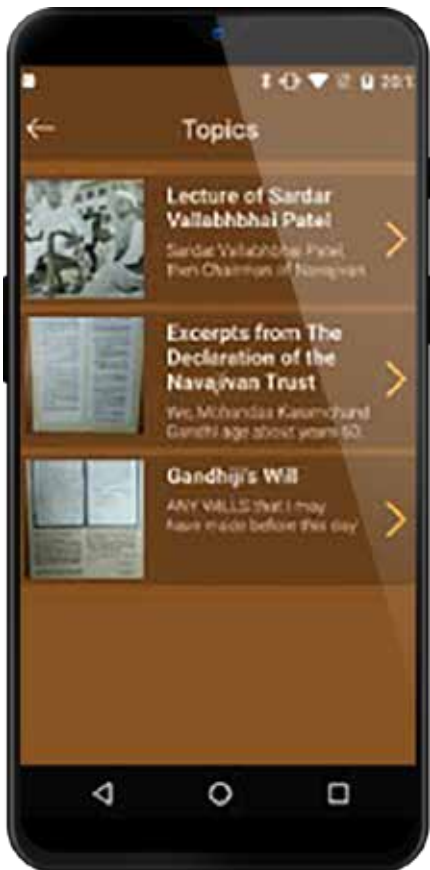 20:1
Topics
Lecture of Sardar
Vallabhbhai Patel
Sardar Vallabhbhai Patel,
then Chairman of Navajivan
Excerpts from The
Declaration of the
Navajivan Trust
We, Mohandas Karamchand
Gandhi age about years 60,
Gandhiji's Will
ANY WILLS that I may
have made before this day